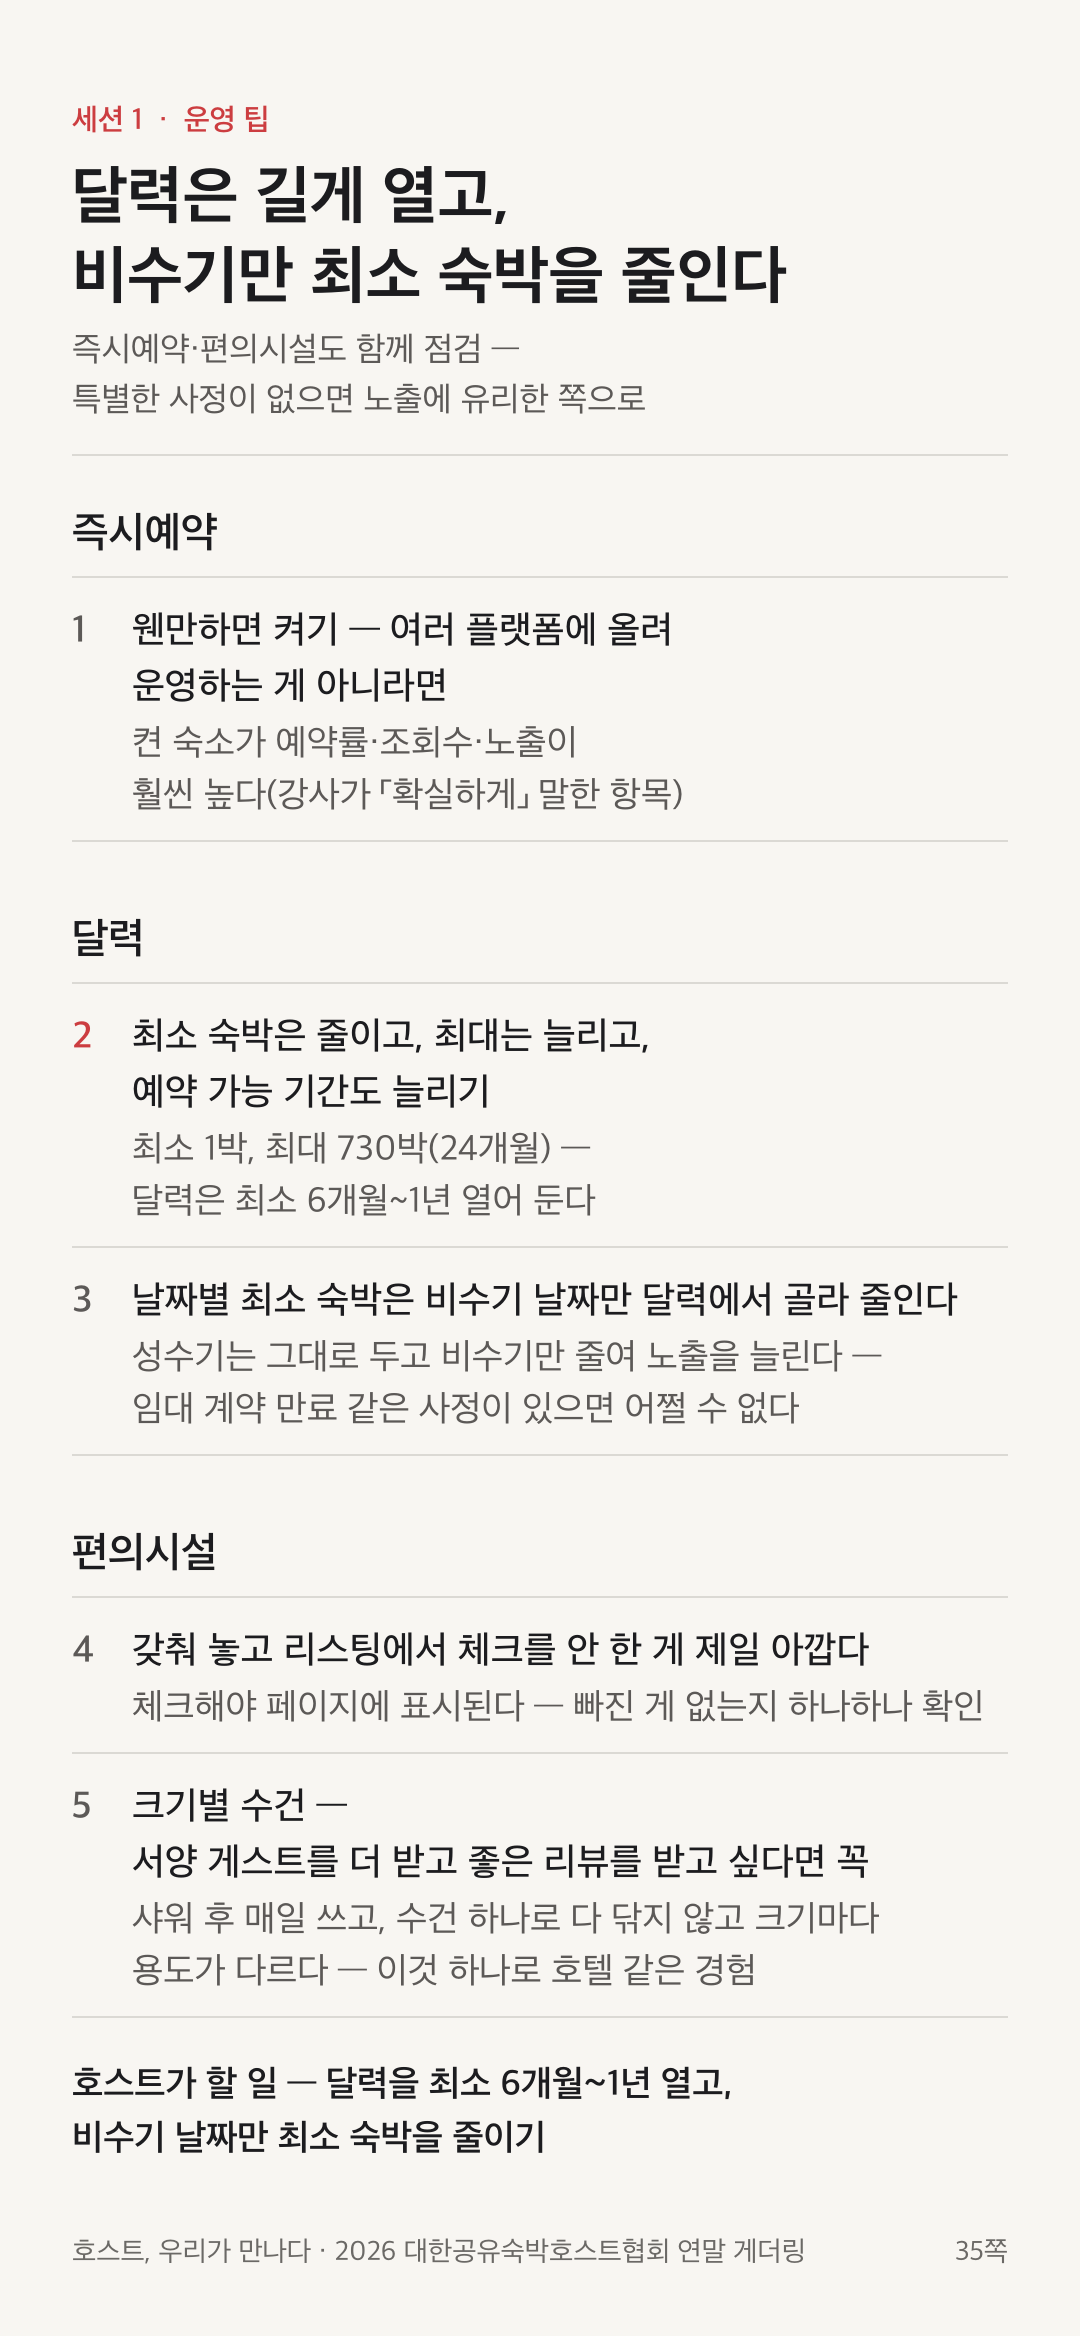 세션 1 · 운영 팁
달력은 길게 열고,
비수기만 최소 숙박을 줄인다
즉시예약·편의시설도 함께 점검 —
특별한 사정이 없으면 노출에 유리한 쪽으로
즉시예약
1 웬만하면 켜기 — 여러 플랫폼에 올려
운영하는 게 아니라면
켠 숙소가 예약률·조회수·노출이
훨씬 높다(강사가 「확실하게」 말한 항목)
달력
2 최소 숙박은 줄이고, 최대는 늘리고,
예약 가능 기간도 늘리기
최소 1박, 최대 730박(24개월) —
달력은 최소 6개월~1년 열어 둔다
3 날짜별 최소 숙박은 비수기 날짜만 달력에서 골라 줄인다
성수기는 그대로 두고 비수기만 줄여 노출을 늘린다 —
임대 계약 만료 같은 사정이 있으면 어쩔 수 없다
편의시설
4 갖춰 놓고 리스팅에서 체크를 안 한 게 제일 아깝다
체크해야 페이지에 표시된다 — 빠진 게 없는지 하나하나 확인
5 크기별 수건 —
서양 게스트를 더 받고 좋은 리뷰를 받고 싶다면 꼭
샤워 후 매일 쓰고, 수건 하나로 다 닦지 않고 크기마다
용도가 다르다 — 이것 하나로 호텔 같은 경험
호스트가 할 일 — 달력을 최소 6개월~1년 열고,
비수기 날짜만 최소 숙박을 줄이기
호스트, 우리가 만나다 · 2026 대한공유숙박호스트협회 연말 게더링 35쪽